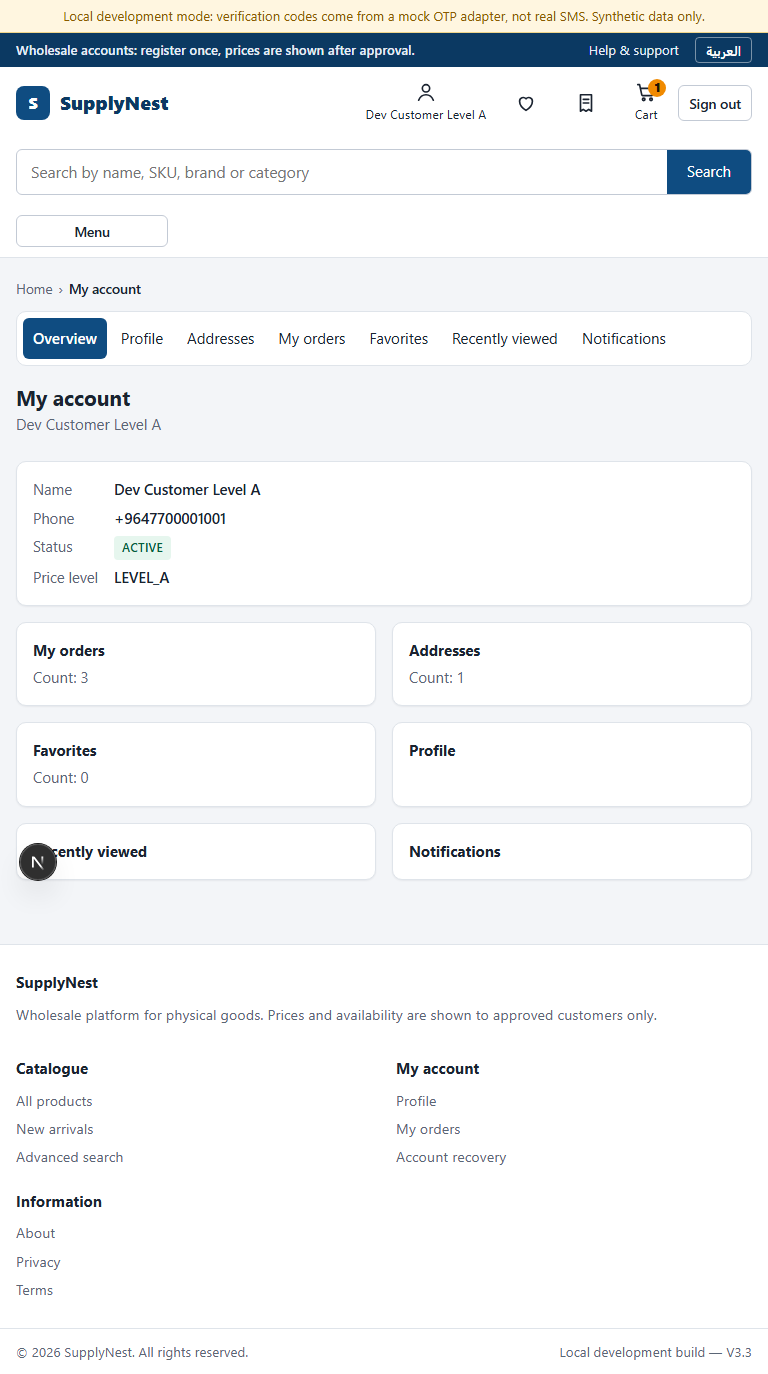 Local development mode: verification codes come from a mock OTP adapter, not real SMS. Synthetic data only.
Wholesale accounts: register once, prices are shown after approval.
Help & support
العربية
S
SupplyNest
Dev Customer Level A
1
Cart
Sign out
Search by name, SKU, brand or category
Search
Menu
Home › My account
Overview
Profile
Addresses
My orders
Favorites
Recently viewed
Notifications
My account
Dev Customer Level A
Name Dev Customer Level A
Phone +9647700001001
Status ACTIVE
Price level LEVEL_A
My orders
Count: 3
Addresses
Count: 1
Favorites
Count: 0
Profile
N
cently viewed
Notifications
SupplyNest
Wholesale platform for physical goods. Prices and availability are shown to approved customers only.
Catalogue
All products
New arrivals
Advanced search
My account
Profile
My orders
Account recovery
Information
About
Privacy
Terms
© 2026 SupplyNest. All rights reserved.
Local development build — V3.3